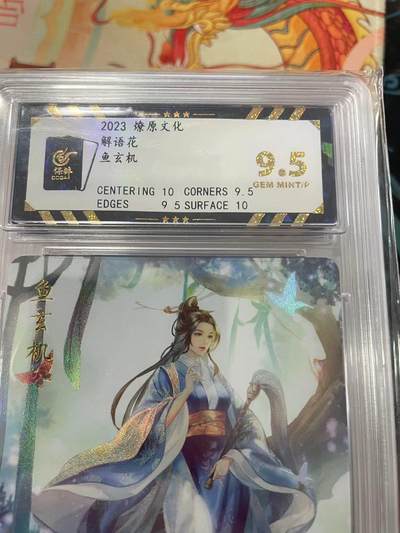 2023 燎原文化
解语花
鱼玄机
CENTERING 10 CORNERS 9.5
EDGES 9 5 SURFACE 10
9.5
GEM MINT/P
鱼玄机